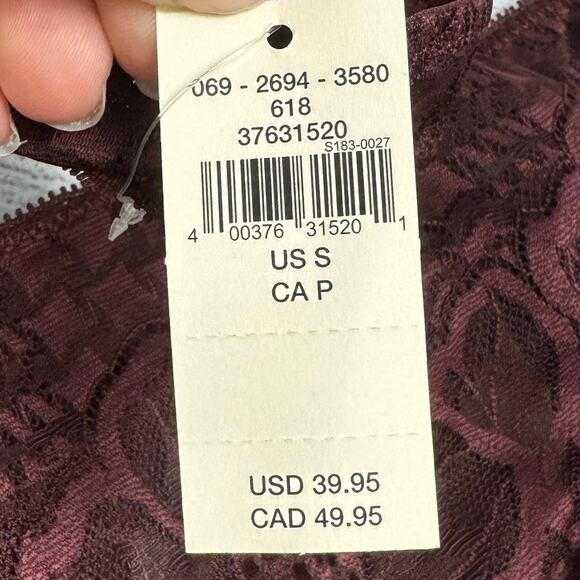 069 - 2694 - 3580
618
37631520
S183-0027
4 00376 31520 1
US S
CA P
USD 39.95
CAD 49.95